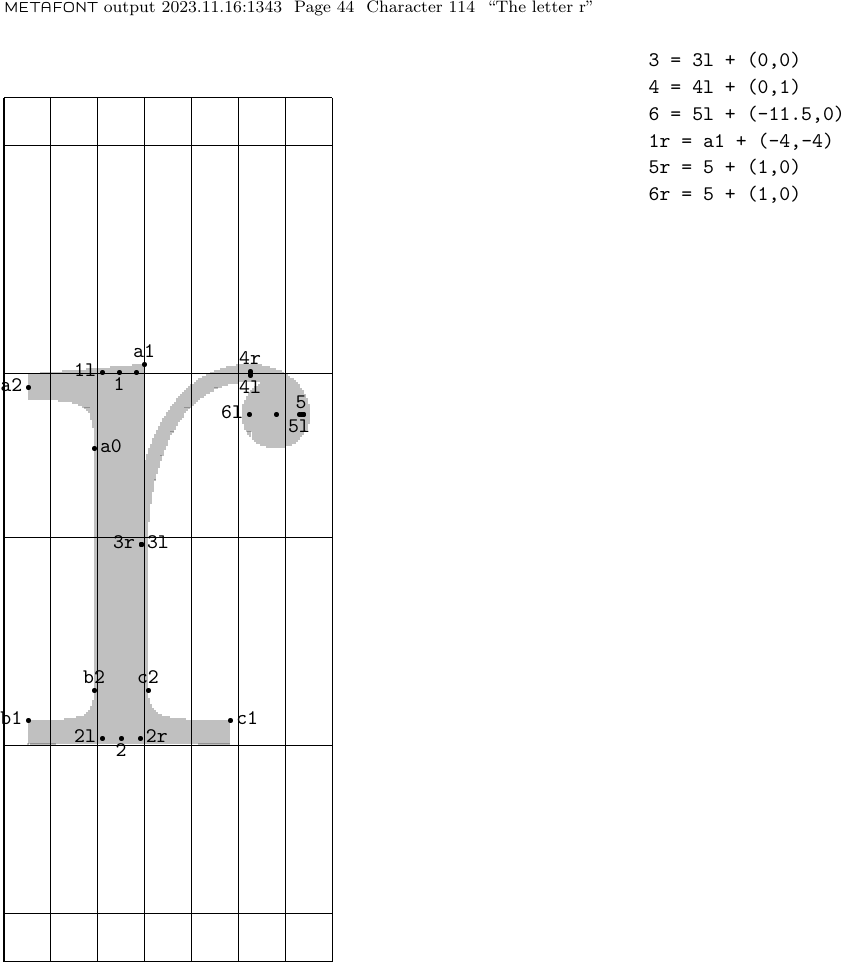 METAFONT output 2023.11.16:1343 Page 44 Character 114 “The letter r”
3 = 3l + (0,0)
4 = 4l + (0,1)
6 = 5l + (-11.5,0)
1r = a1 + (-4,-4)
5r = 5 + (1,0)
6r = 5 + (1,0)
a1
4r
1l
1
a2
4l
5
6l
5l
a0
3r 3l
b2 c2
b1 c1
2l 2r
2